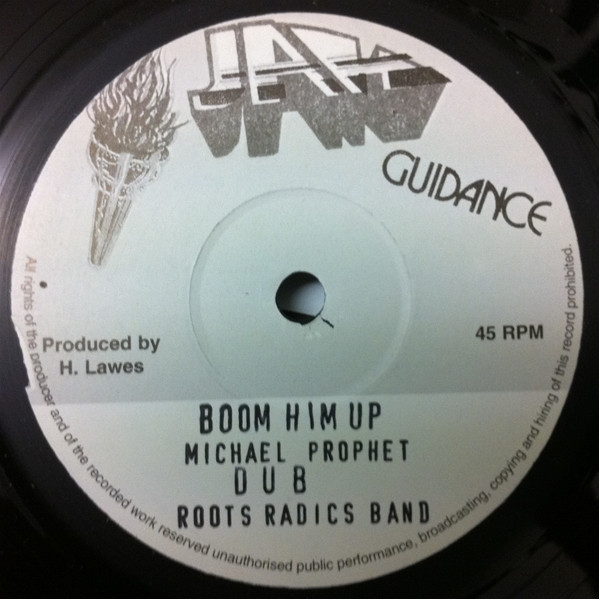 JAH
GUIDANCE
Produced by
H. Lawes
45 RPM
BOOM HIM UP
MICHAEL PROPHET
DUB
ROOTS RADICS BAND
All rights of the producer and of the recorded work reserved unauthorised public performance, broadcasting, copying and hiring of this record prohibited.